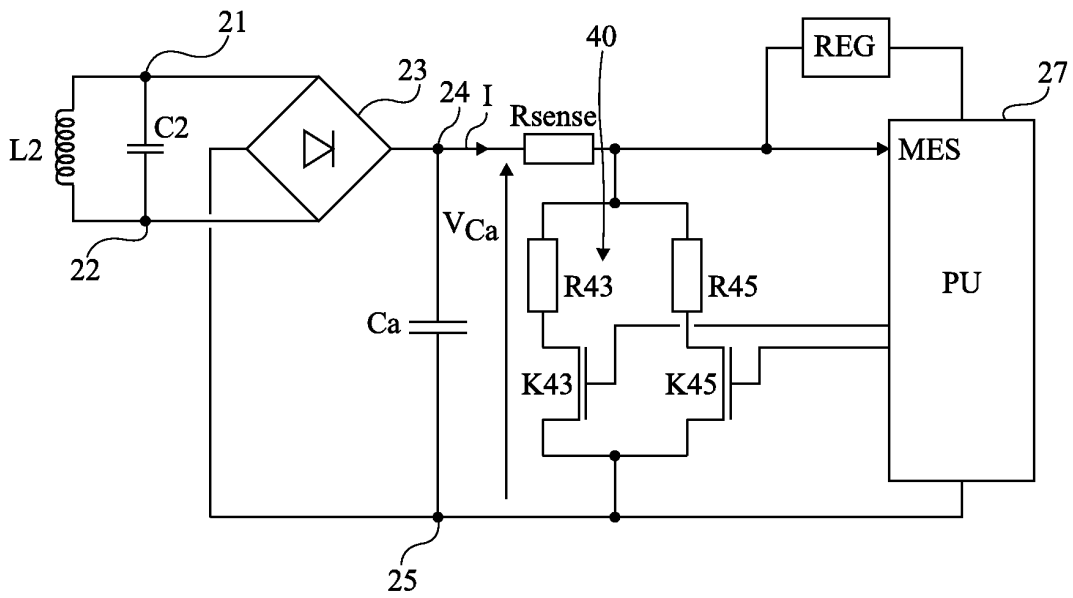 21
40
REG
23
24
I
Rsense
27
L2
C2
MES
22
VCa
R43
R45
PU
Ca
K43
K45
25